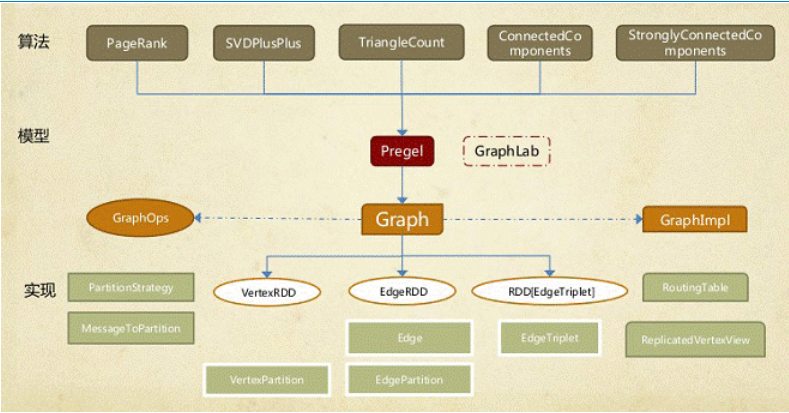 算法
PageRank
SVDPlusPlus
TriangleCount
ConnectedCo
mponents
StronglyConnectedCo
mponents
模型
Pregel
GraphLab
GraphOps
Graph
GraphImpl
实现
PartitionStrategy
VertexRDD
EdgeRDD
RDD[EdgeTriplet]
RoutingTable
MessageToPartition
Edge
EdgeTriplet
ReplicatedVertexView
VertexPartition
EdgePartition